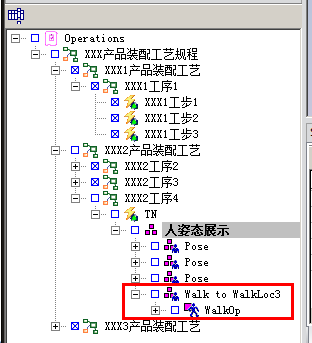 Operations
XXX产品装配工艺规程
XXX1产品装配工艺
XXX1工序1
XXX1工步1
XXX1工步2
XXX1工步3
XXX2产品装配工艺
XXX2工序2
XXX2工序3
XXX2工序4
TN
人姿态展示
Pose
Pose
Pose
Walk to WalkLoc3
WalkOp
XXX3产品装配工艺